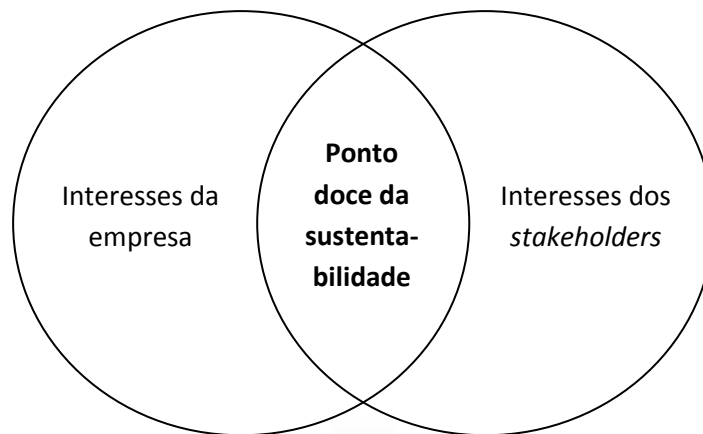 Interesses da
empresa
Ponto
doce da
sustenta-
bilidade
Interesses dos
stakeholders